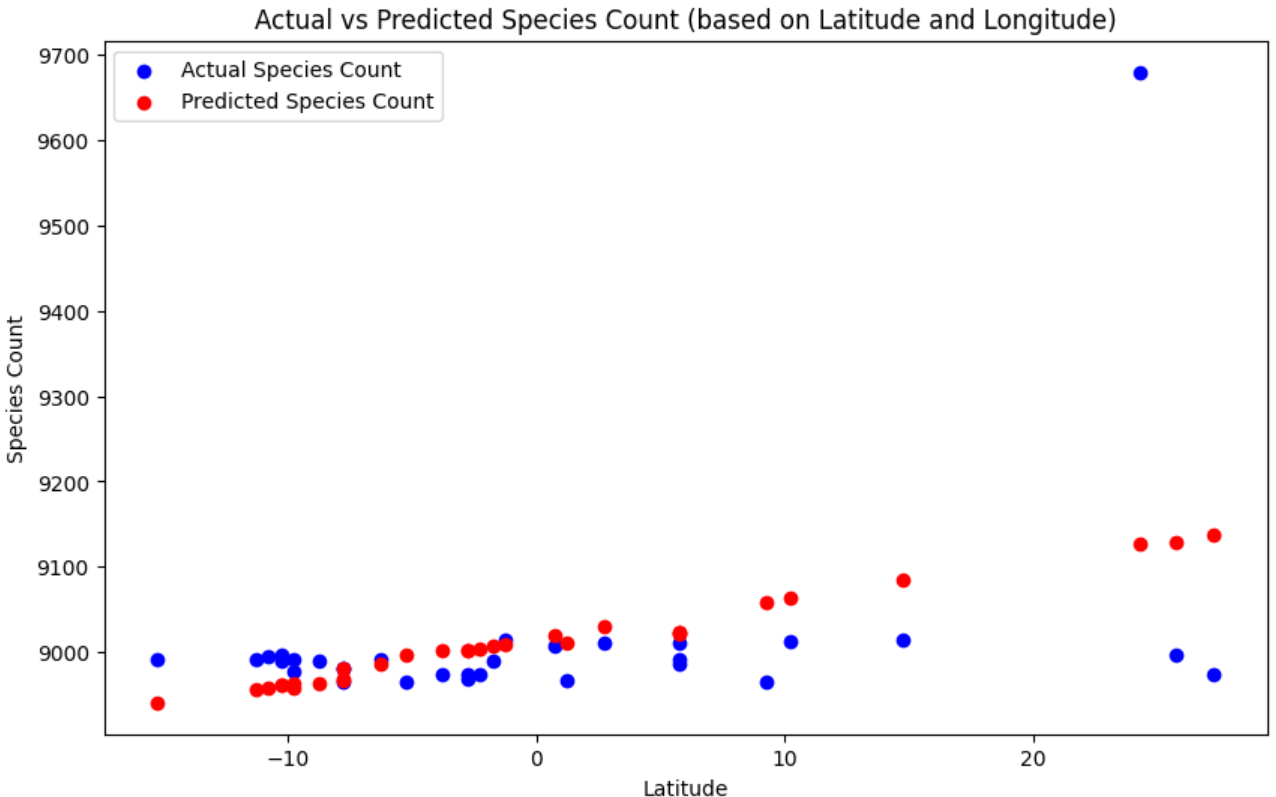 Actual vs Predicted Species Count (based on Latitude and Longitude)
Actual Species Count
Predicted Species Count
9700
9600
9500
9400
9300
9200
9100
9000
Species Count
−10
0
10
20
Latitude